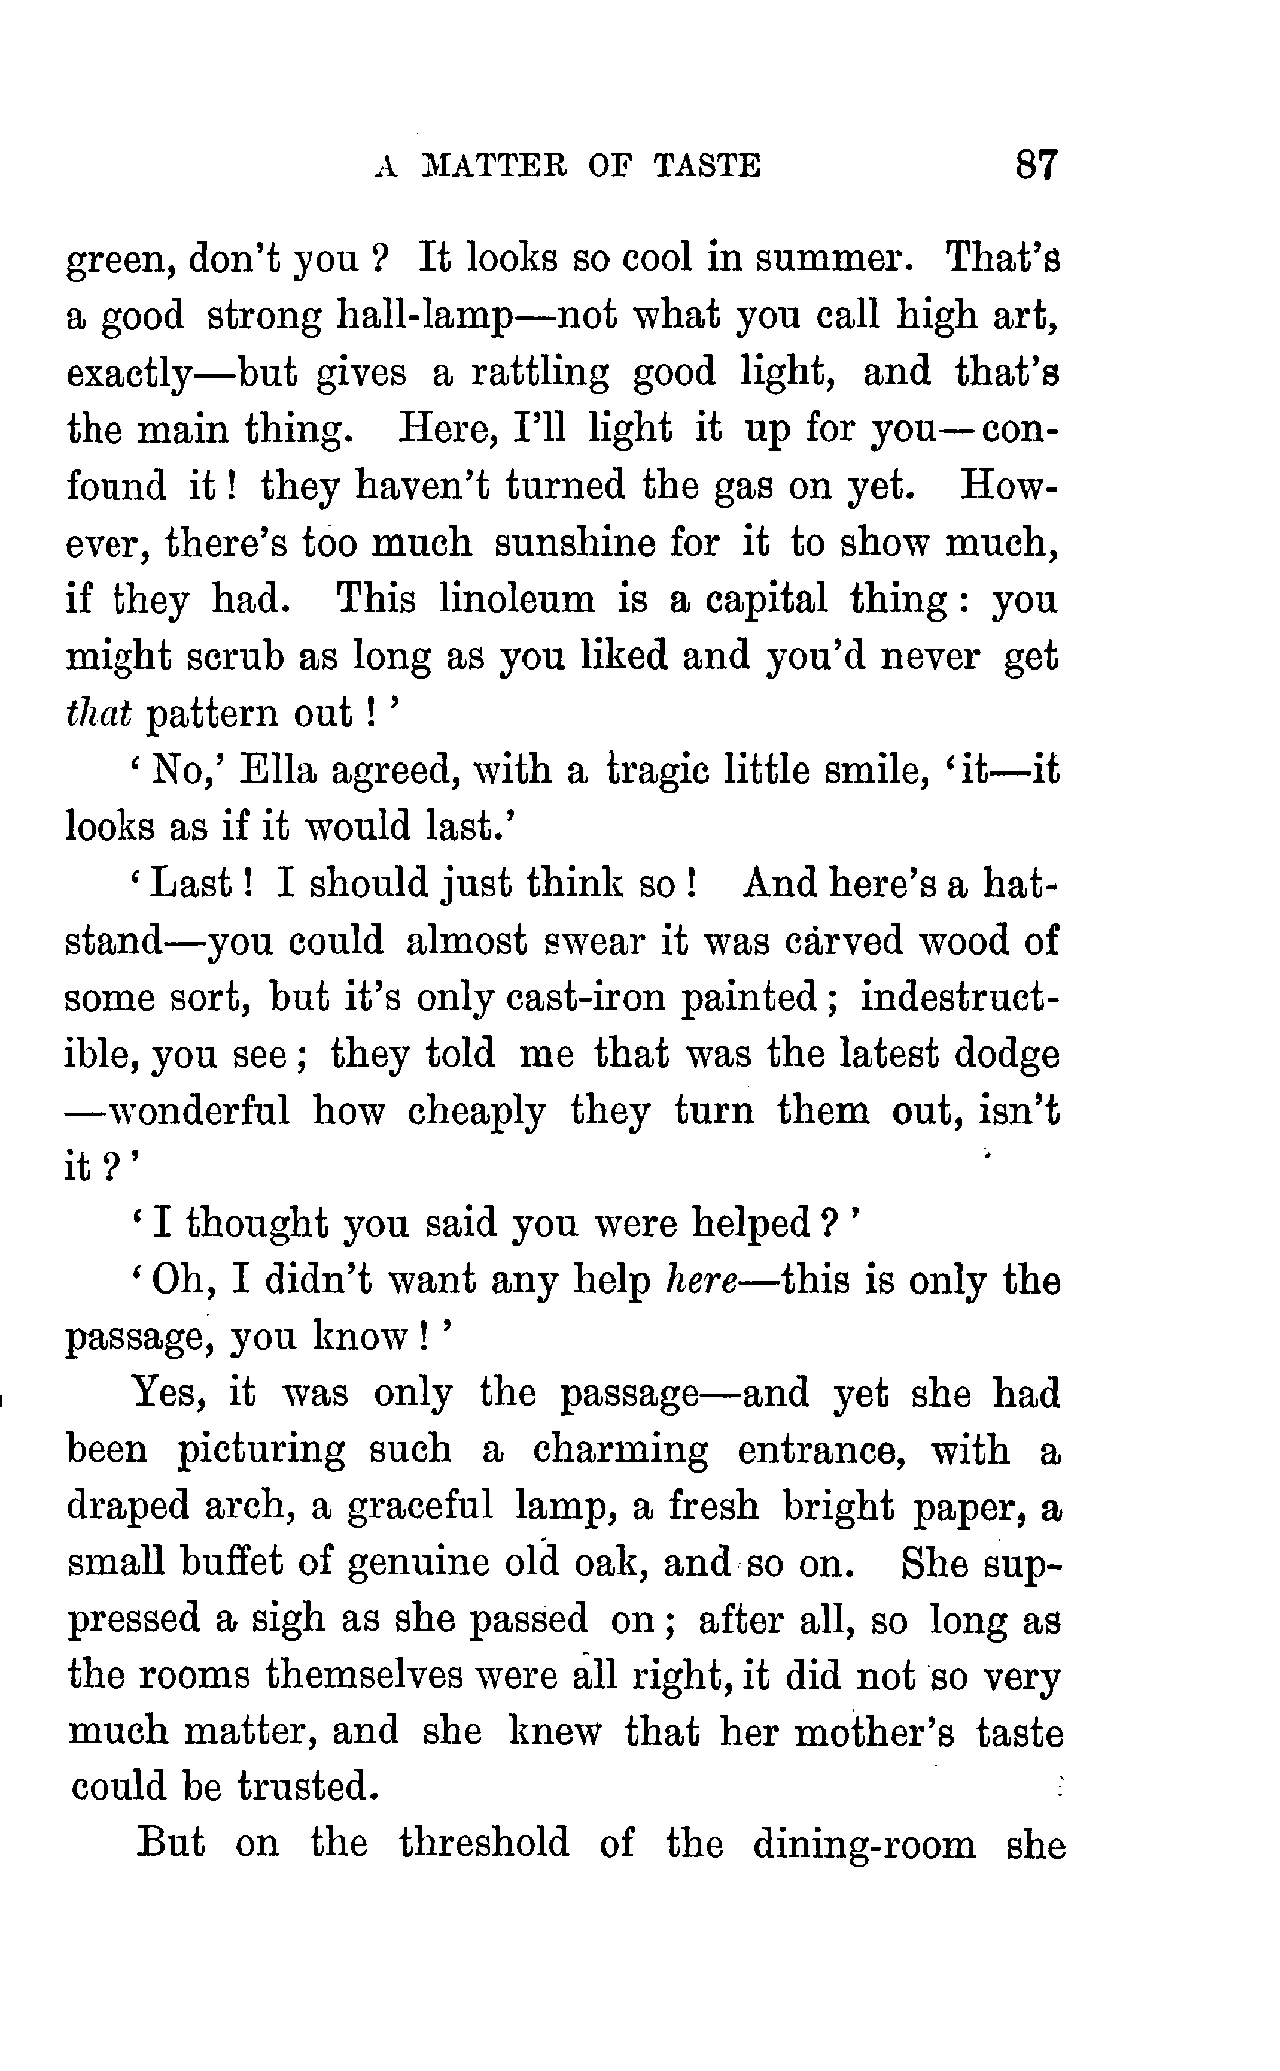 A MATTER OF TASTE 87
green, don't you ? It looks so cool in summer. That's
a good strong hall-lamp—not what you call high art,
exactly—but gives a rattling good light, and that's
the main thing. Here, I'll light it up for you—con-
found it ! they haven't turned the gas on yet. How-
ever, there's too much sunshine for it to show much,
if they had. This linoleum is a capital thing : you
might scrub as long as you liked and you'd never get
that pattern out ! '
' No,' Ella agreed, with a tragic little smile, ' it—it
looks as if it would last.'
' Last ! I should just think so ! And here's a hat-
stand—you could almost swear it was carved wood of
some sort, but it's only cast-iron painted ; indestruct-
ible, you see ; they told me that was the latest dodge
—wonderful how cheaply they turn them out, isn't
it ? '
' I thought you said you were helped ? '
' Oh, I didn't want any help here—this is only the
passage, you know ! '
Yes, it was only the passage—and yet she had
been picturing such a charming entrance, with a
draped arch, a graceful lamp, a fresh bright paper, a
small buffet of genuine old oak, and so on. She sup-
pressed a sigh as she passed on ; after all, so long as
the rooms themselves were all right, it did not so very
much matter, and she knew that her mother's taste
could be trusted.
But on the threshold of the dining-room she